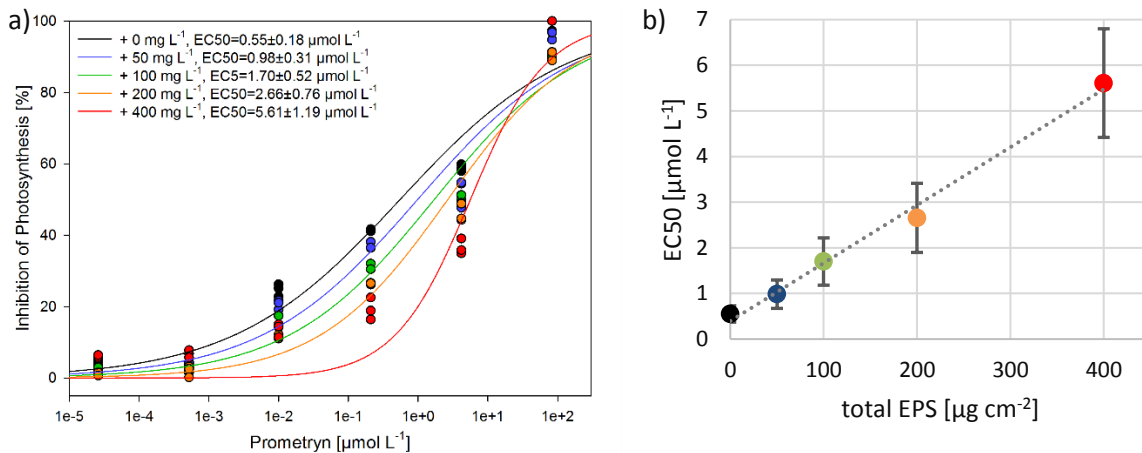 a)
100
80
60
40
20
0
Inhibition of Photosynthesis [%]
+ 0 mg L⁻¹, EC50=0.55±0.18 µmol L⁻¹
+ 50 mg L⁻¹, EC50=0.98±0.31 µmol L⁻¹
+ 100 mg L⁻¹, EC5=1.70±0.52 µmol L⁻¹
+ 200 mg L⁻¹, EC50=2.66±0.76 µmol L⁻¹
+ 400 mg L⁻¹, EC50=5.61±1.19 µmol L⁻¹
1e-5 1e-4 1e-3 1e-2 1e-1 1e+0 1e+1 1e+2
Prometryn [µmol L⁻¹]
b)
7
6
5
4
3
2
1
0
EC50 [µmol L⁻¹]
0 100 200 300 400
total EPS [µg cm⁻²]